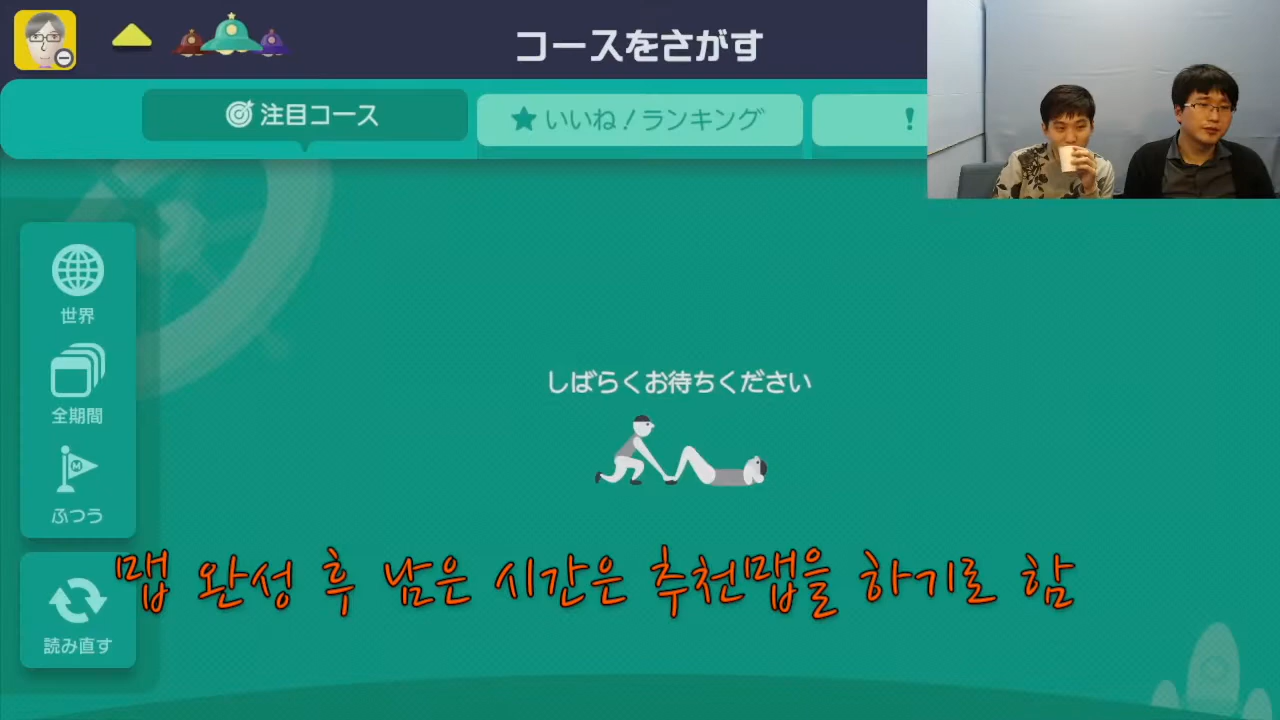 コースをさがす
注目コース
いいね!ランキング
!
世界
全期間
ふつう
読み直す
しばらくお待ちください
맵 완성 후 남은 시간은 추천맵을 하기로 함